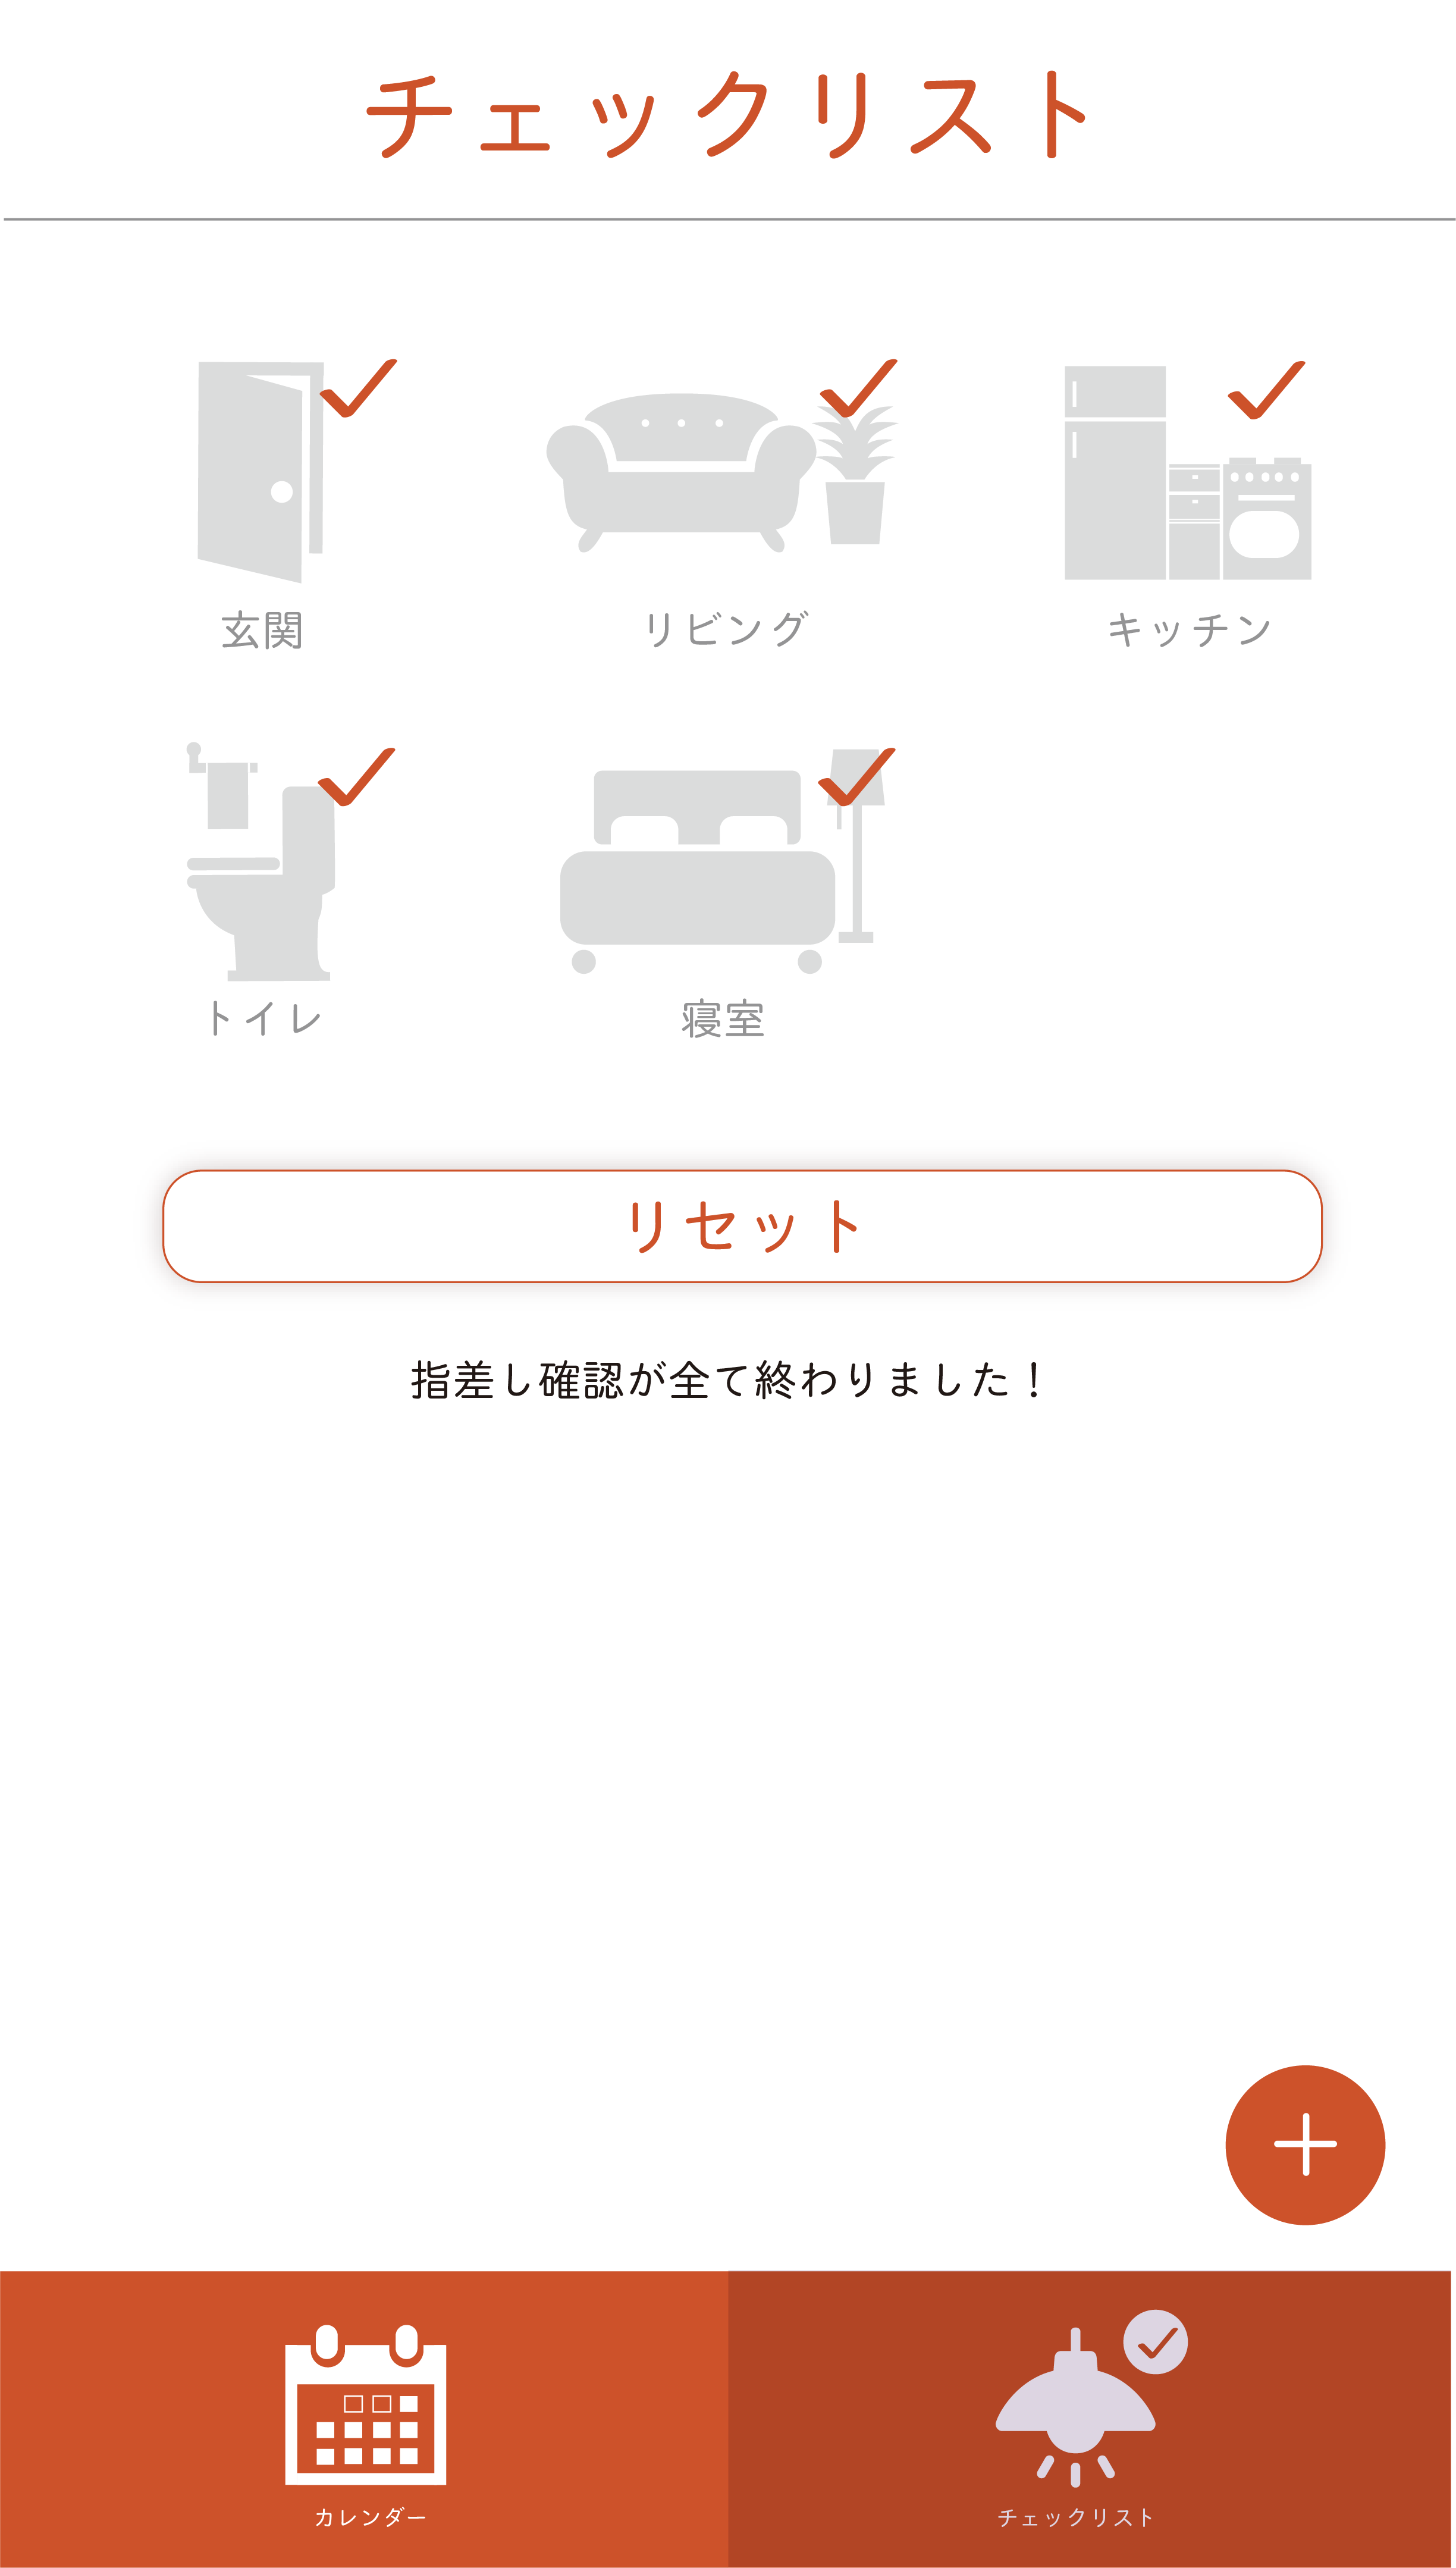 チェックリスト
玄関
リビング
キッチン
トイレ
寝室
リセット
指差し確認が全て終わりました！
カレンダー
チェックリスト